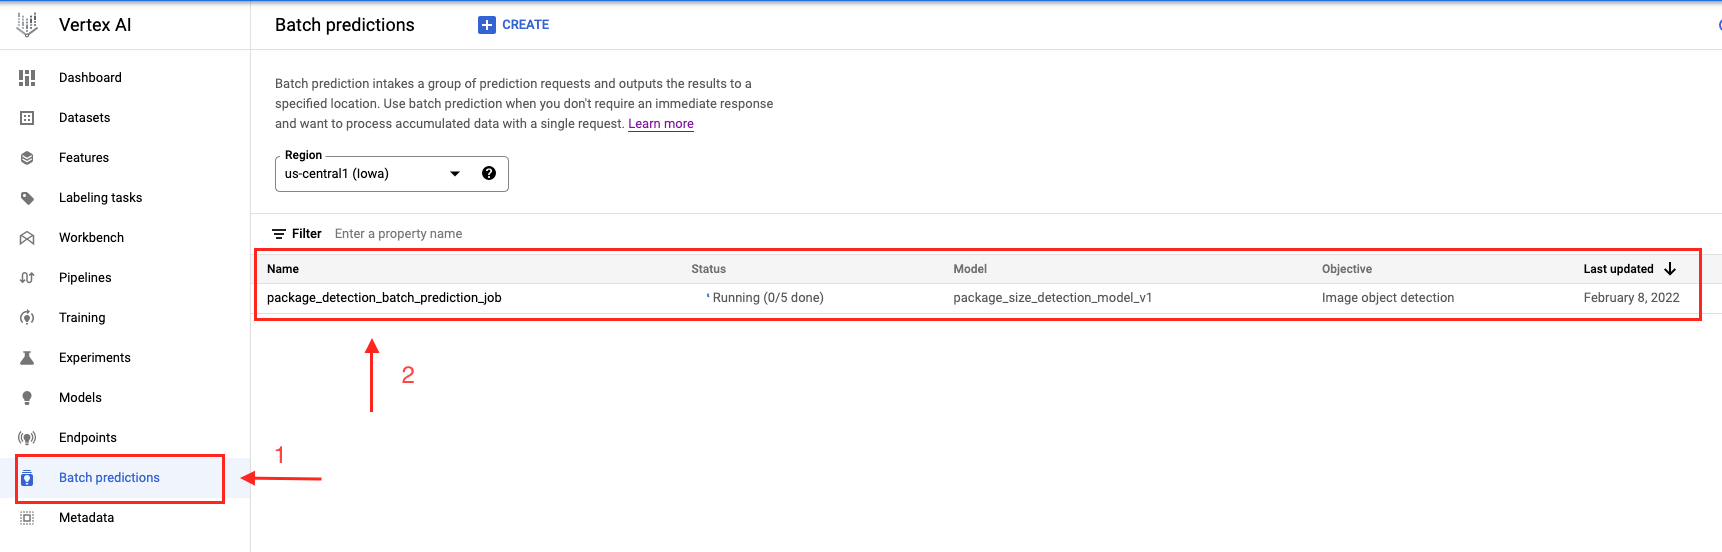 Vertex AI
Batch predictions
CREATE
Dashboard
Datasets
Features
Labeling tasks
Workbench
Pipelines
Training
Experiments
Models
Endpoints
Batch predictions
Metadata
Batch prediction intakes a group of prediction requests and outputs the results to a
specified location. Use batch prediction when you don't require an immediate response
and want to process accumulated data with a single request. Learn more
Region
us-central1 (Iowa)
Filter Enter a property name
Name Status Model Objective Last updated
package_detection_batch_prediction_job Running (0/5 done) package_size_detection_model_v1 Image object detection February 8, 2022
2
1